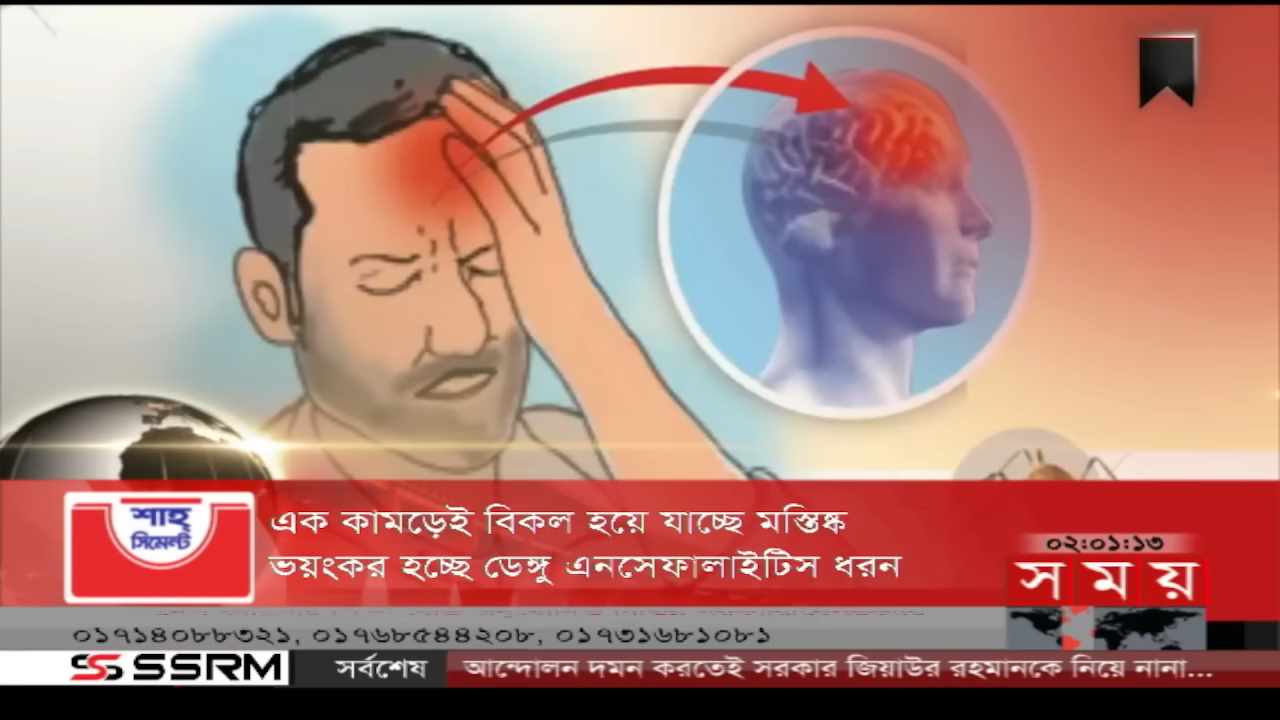 এক কামড়েই বিকল হয়ে যাচ্ছে মস্তিষ্ক
ভয়ংকর হচ্ছে ডেঙ্গু এনসেফালাইটিস ধরন
শাহ্
সিমেন্ট
০২:০১:১৩
সময়
০১৭১৪০৮৮৩২১, ০১৭৬৮৫৪৪২০৮, ০১৭৩১৬৮১০৮১
SSRM
সর্বশেষ
আন্দোলন দমন করতেই সরকার জিয়াউর রহমানকে নিয়ে নানা...